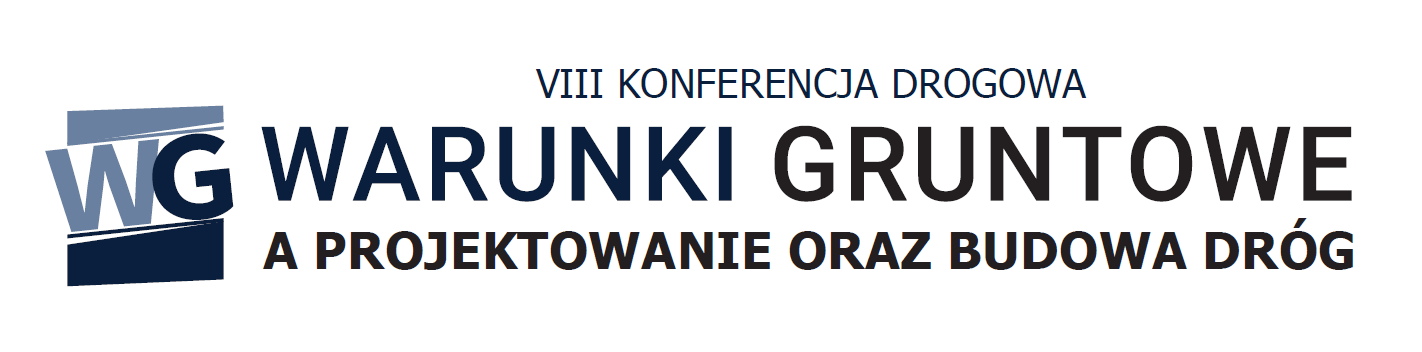 VIII KONFERENCJA DROGOWA
WG
WARUNKI GRUNTOWE
A PROJEKTOWANIE ORAZ BUDOWA DRÓG